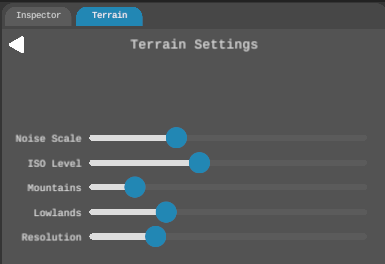 Inspector
Terrain
Terrain Settings
Noise Scale
ISO Level
Mountains
Lowlands
Resolution